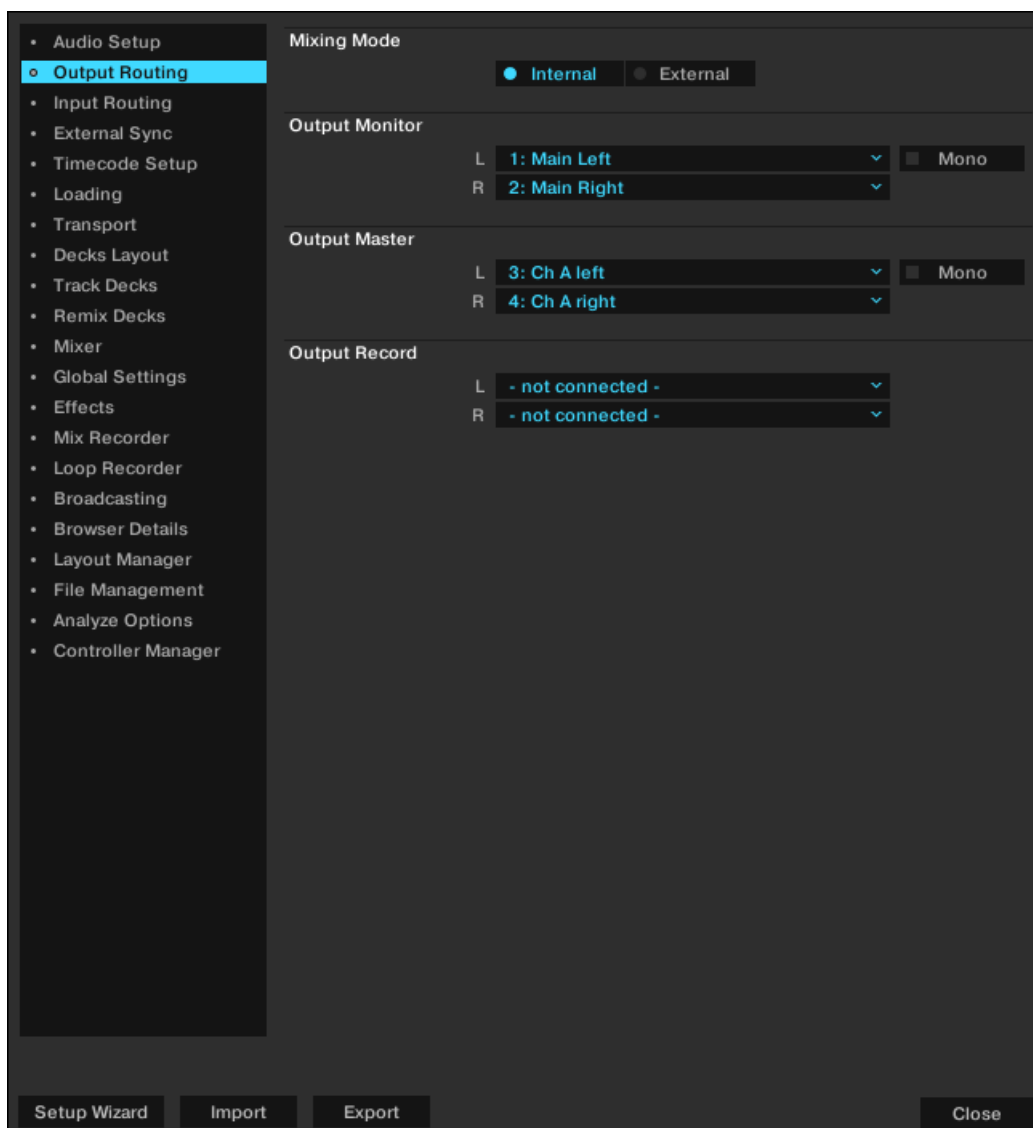 Audio Setup
Output Routing
Input Routing
External Sync
Timecode Setup
Loading
Transport
Decks Layout
Track Decks
Remix Decks
Mixer
Global Settings
Effects
Mix Recorder
Loop Recorder
Broadcasting
Browser Details
Layout Manager
File Management
Analyze Options
Controller Manager
Mixing Mode
Internal External
Output Monitor
L 1: Main Left Mono
R 2: Main Right
Output Master
L 3: Ch A left Mono
R 4: Ch A right
Output Record
L - not connected -
R - not connected -
Setup Wizard Import Export Close